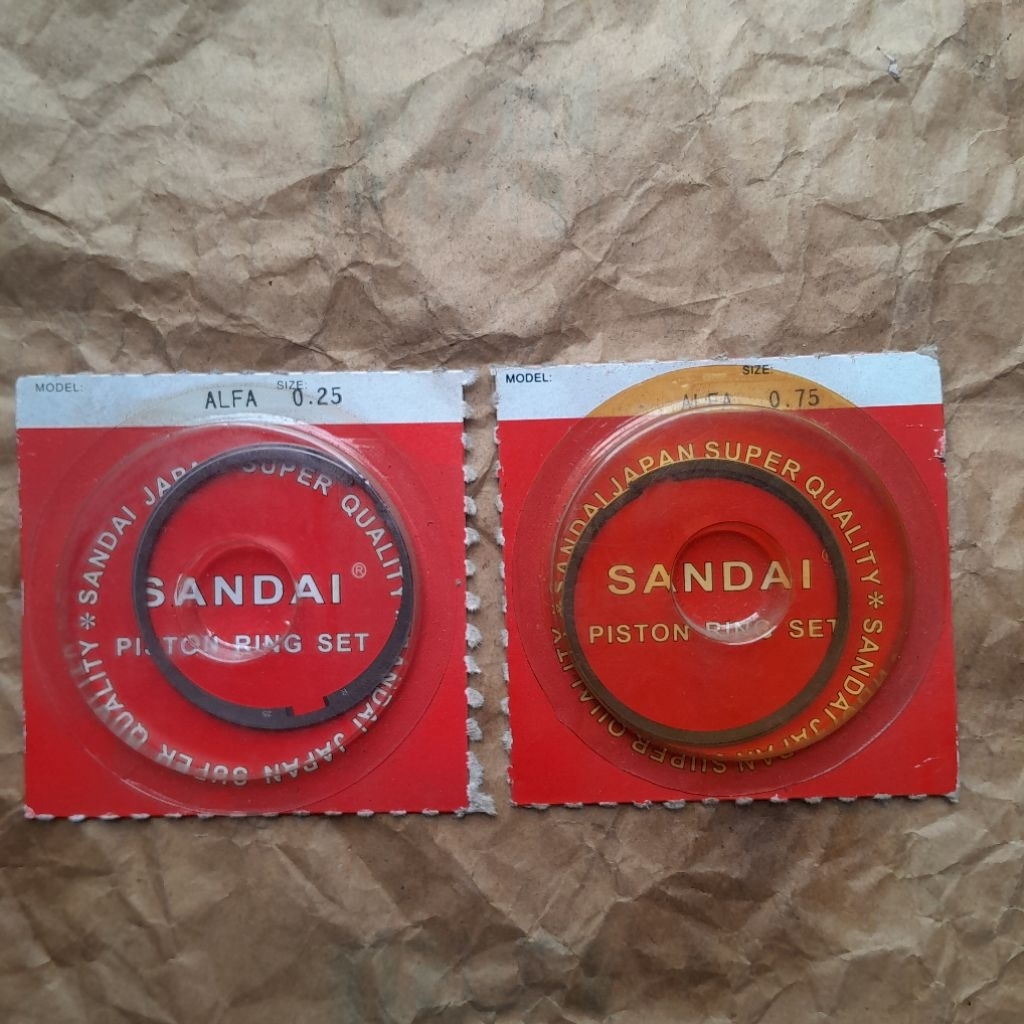 MODEL: SIZE:
ALFA 0.25
SANDAI JAPAN SUPER QUALITY * SANDAI JAPAN SUPER QUALITY *
SANDAI ®
PISTON RING SET
MODEL: SIZE:
ALFA 0.75
SANDAI JAPAN SUPER QUALITY * SANDAI JAPAN SUPER QUALITY *
SANDAI ®
PISTON RING SET